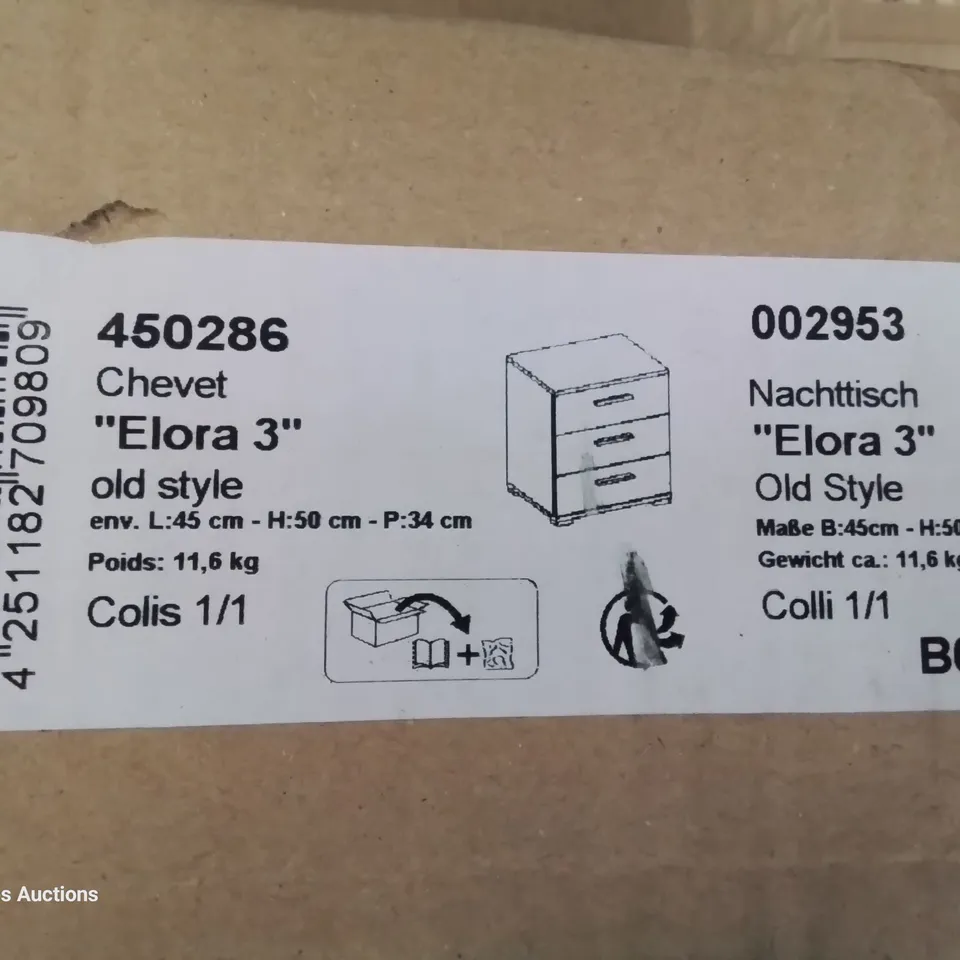 4 "251182"709809
450286
Chevet
"Elora 3"
old style
env. L:45 cm - H:50 cm - P:34 cm
Poids: 11,6 kg
Colis 1/1
+
002953
Nachttisch
"Elora 3"
Old Style
Maße B:45cm - H:50
Gewicht ca.: 11,6 kg
Colli 1/1
s Auctions